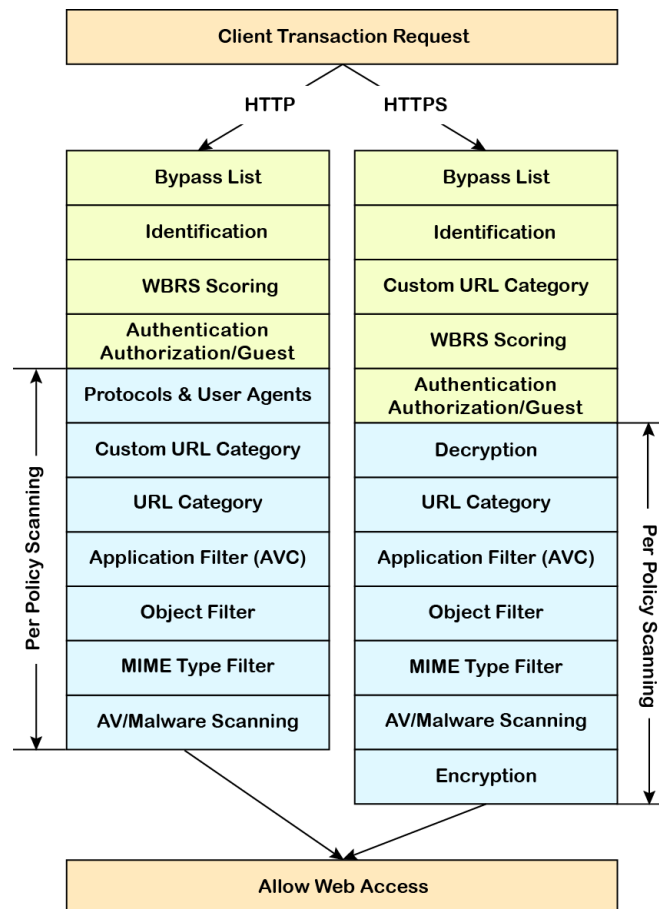 Client Transaction Request
HTTP
HTTPS
Bypass List
Identification
WBRS Scoring
Authentication
Authorization/Guest
Protocols & User Agents
Custom URL Category
URL Category
Application Filter (AVC)
Object Filter
MIME Type Filter
AV/Malware Scanning
Per Policy Scanning
Bypass List
Identification
Custom URL Category
WBRS Scoring
Authentication
Authorization/Guest
Decryption
URL Category
Application Filter (AVC)
Object Filter
MIME Type Filter
AV/Malware Scanning
Encryption
Per Policy Scanning
Allow Web Access